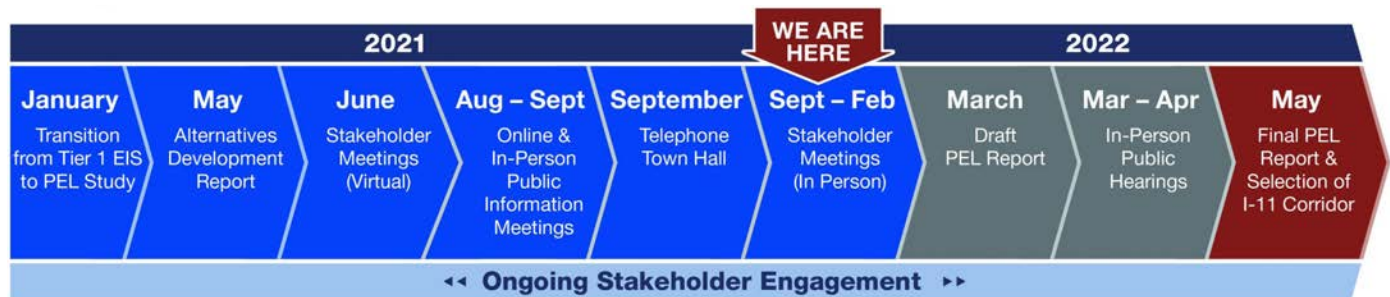 2021
WE ARE
HERE
2022
January
Transition
from Tier 1 EIS
to PEL Study
May
Alternatives
Development
Report
June
Stakeholder
Meetings
(Virtual)
Aug – Sept
Online &
In-Person
Public
Information
Meetings
September
Telephone
Town Hall
Sept – Feb
Stakeholder
Meetings
(In Person)
March
Draft
PEL Report
Mar – Apr
In-Person
Public
Hearings
May
Final PEL
Report &
Selection of
I-11 Corridor
Ongoing Stakeholder Engagement